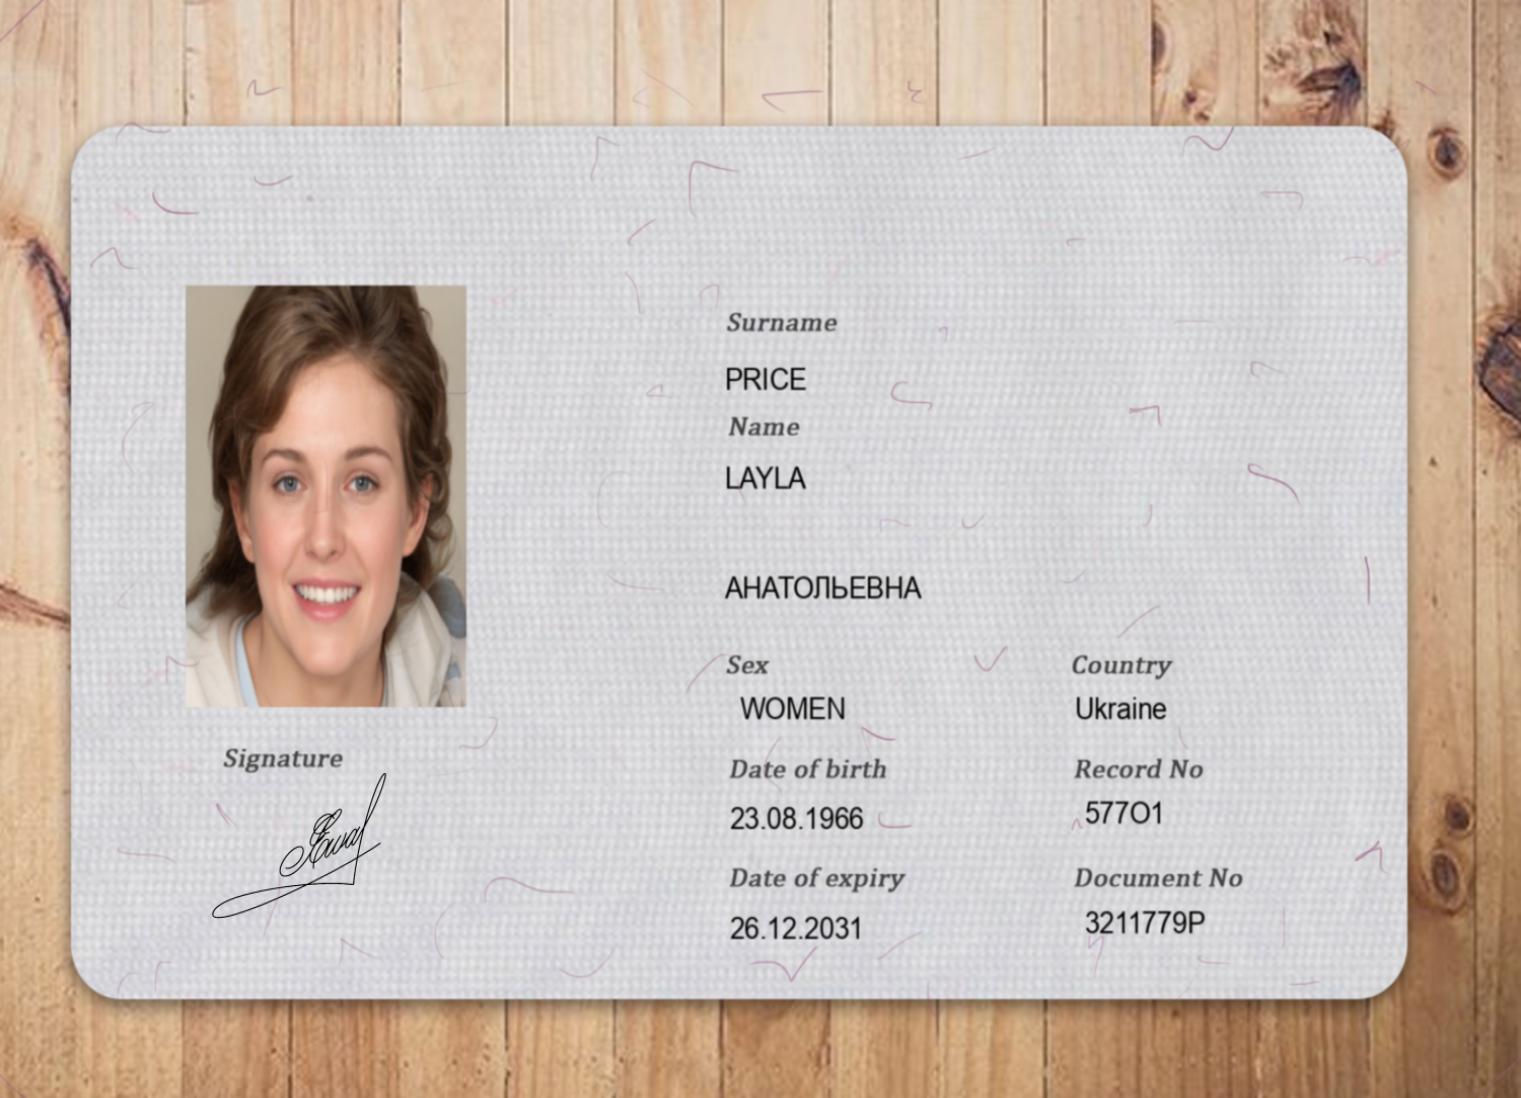 Surname
PRICE
Name
LAYLA
АНАТОЛЬЕВНА
Sex
Country
WOMEN
Ukraine
Date of birth
Record No
23.08.1966
577O1
Date of expiry
Document No
26.12.2031
3211779P
Signature